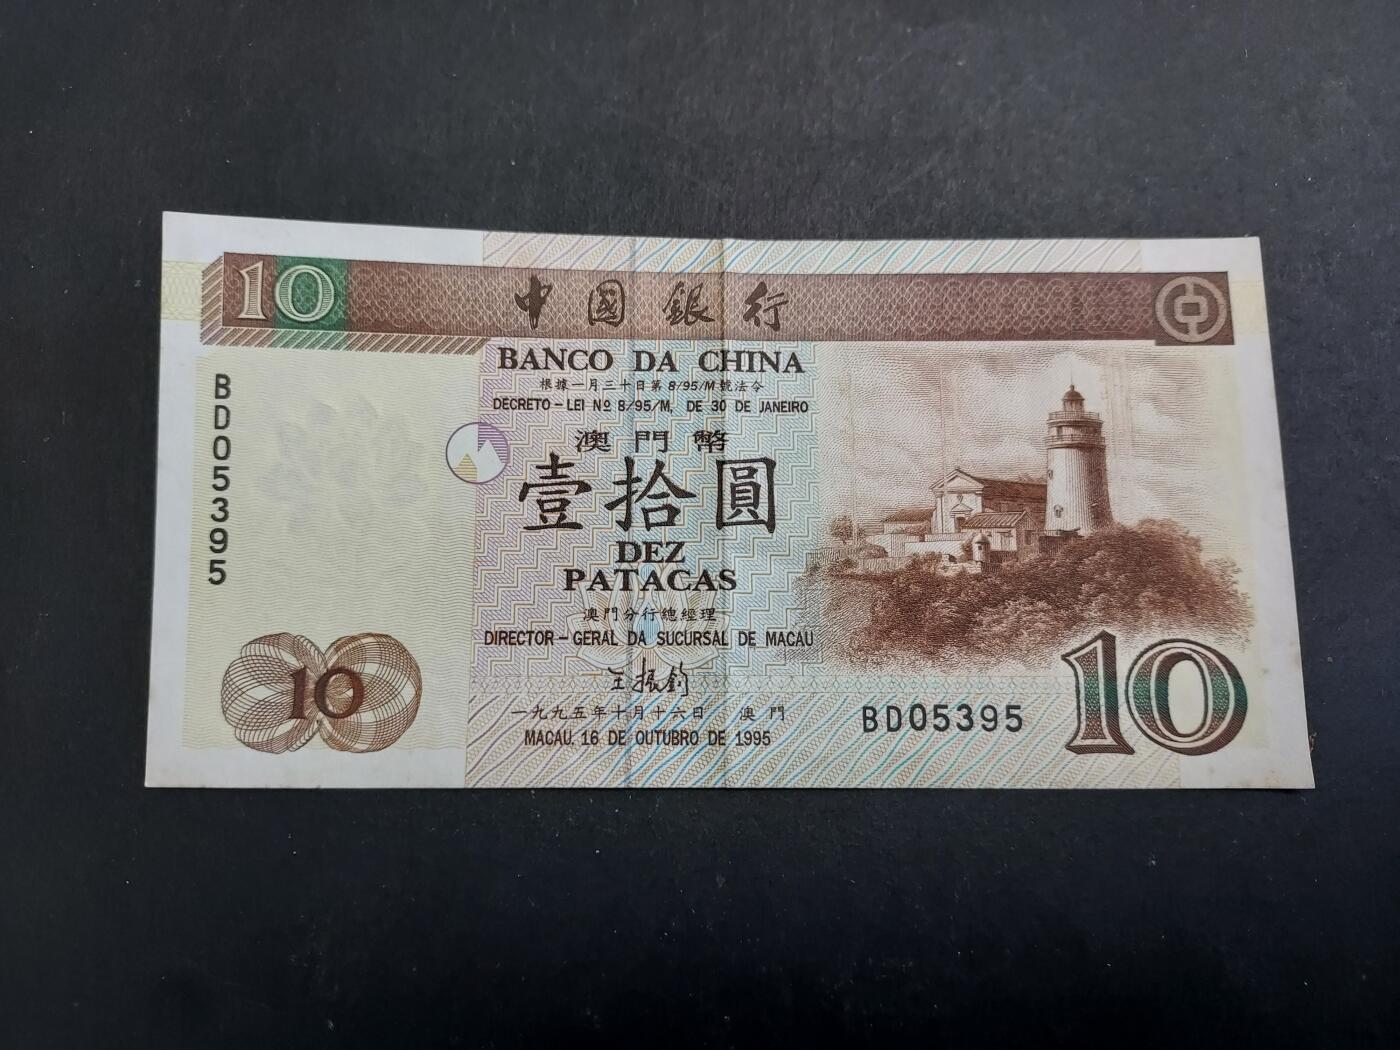 10
中國銀行
BANCO DA CHINA
根據一月三十日第 8/95/M 號法令
DECRETO-LEI Nº 8/95/M, DE 30 DE JANEIRO
BD05395
澳門幣
壹拾圓
DEZ
PATACAS
澳門分行總經理
DIRECTOR-GERAL DA SUCURSAL DE MACAU
王振鈞
一九九五年十月十六日 澳門
MACAU, 16 DE OUTUBRO DE 1995
10
BD05395
10